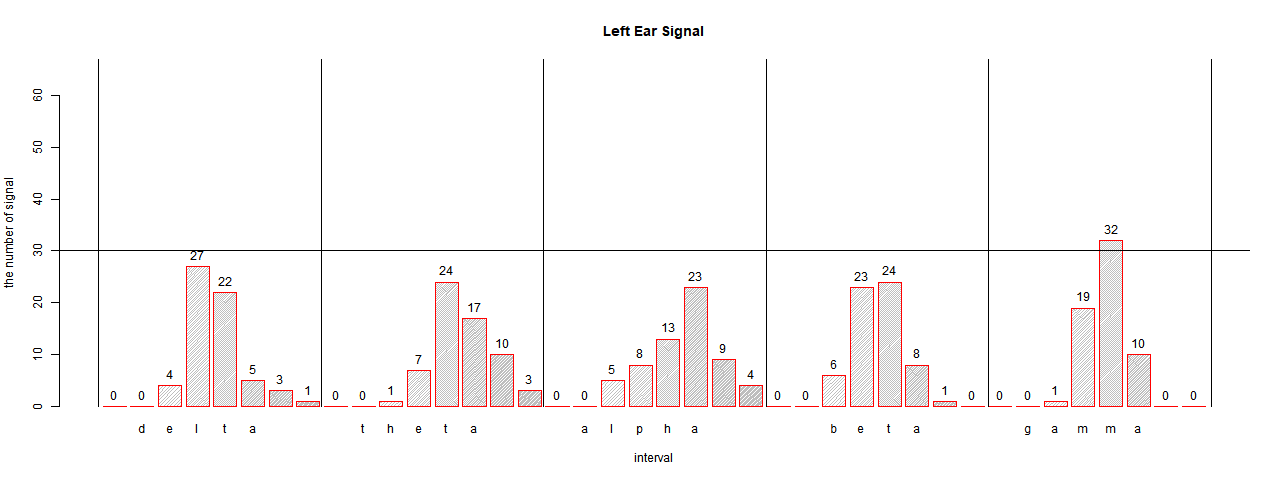 Left Ear Signal
the number of signal
60
50
40
30
20
10
0
0 0 4 27 22 5 3 1 0 0 1 7 24 17 10 3 0 0 5 8 13 23 9 4 0 0 6 23 24 8 1 0 0 0 1 19 32 10 0 0
d e l t a t h e t a a l p h a b e t a g a m m a
interval